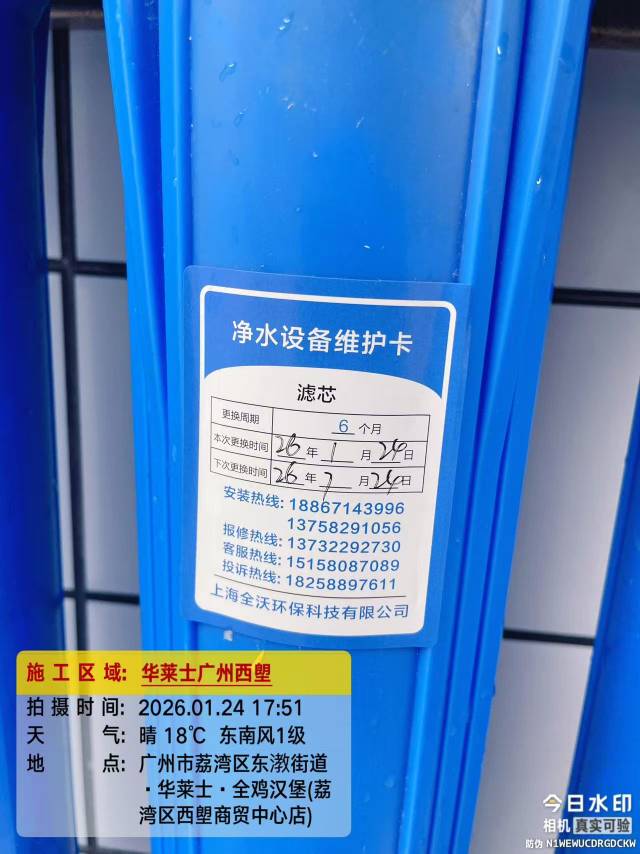 净水设备维护卡
滤芯
更换周期 6 个月
本次更换时间 26 年 1 月 24 日
下次更换时间 26 年 7 月 24 日
安装热线: 18867143996
13758291056
报修热线: 13732292730
客服热线: 15158087089
投诉热线: 18258897611
上海全沃环保科技有限公司
施工区域: 华莱士广州西塱
拍摄时间: 2026.01.24 17:51
天气: 晴 18℃ 东南风1级
地点: 广州市荔湾区东漖街道
·华莱士·全鸡汉堡(荔
湾区西塱商贸中心店)
今日水印
相机 真实可验
防伪 N1WEWUCDRGDCKW